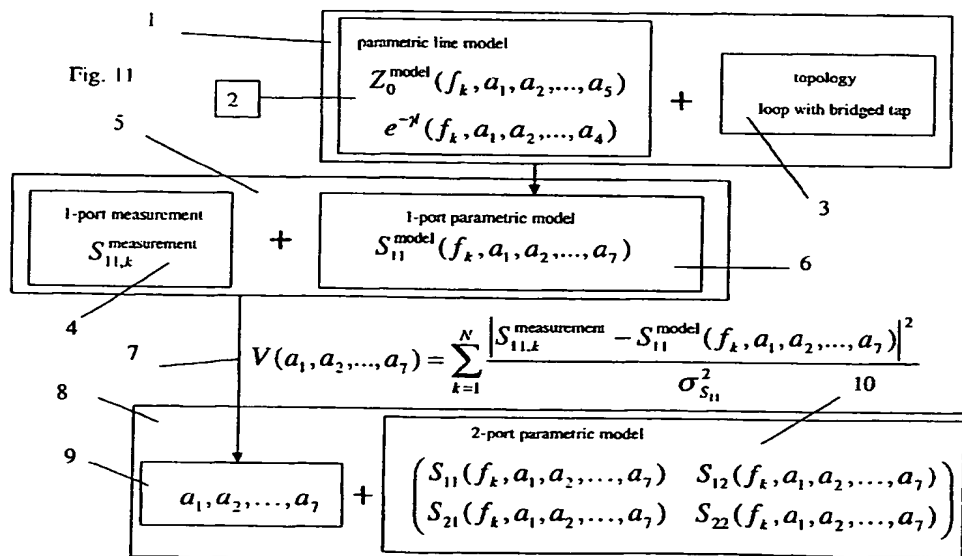 1
parametric line model
Fig. 11
Z_0^model (f_k, a_1, a_2, ..., a_5)
2
e^{-γl} (f_k, a_1, a_2, ..., a_4)
+
topology
loop with bridged tap
3
5
1-port measurement
S_{11,k}^measurement
4
+
1-port parametric model
S_11^model (f_k, a_1, a_2, ..., a_7)
6
7
V(a_1, a_2, ..., a_7) = \sum_{k=1}^{N} \frac{|S_{11,k}^measurement - S_11^model (f_k, a_1, a_2, ..., a_7)|^2}{σ_{S_11}^2}
10
8
9
a_1, a_2, ..., a_7
+
2-port parametric model
( S_11(f_k, a_1, a_2, ..., a_7) S_12(f_k, a_1, a_2, ..., a_7) )
( S_21(f_k, a_1, a_2, ..., a_7) S_22(f_k, a_1, a_2, ..., a_7) )